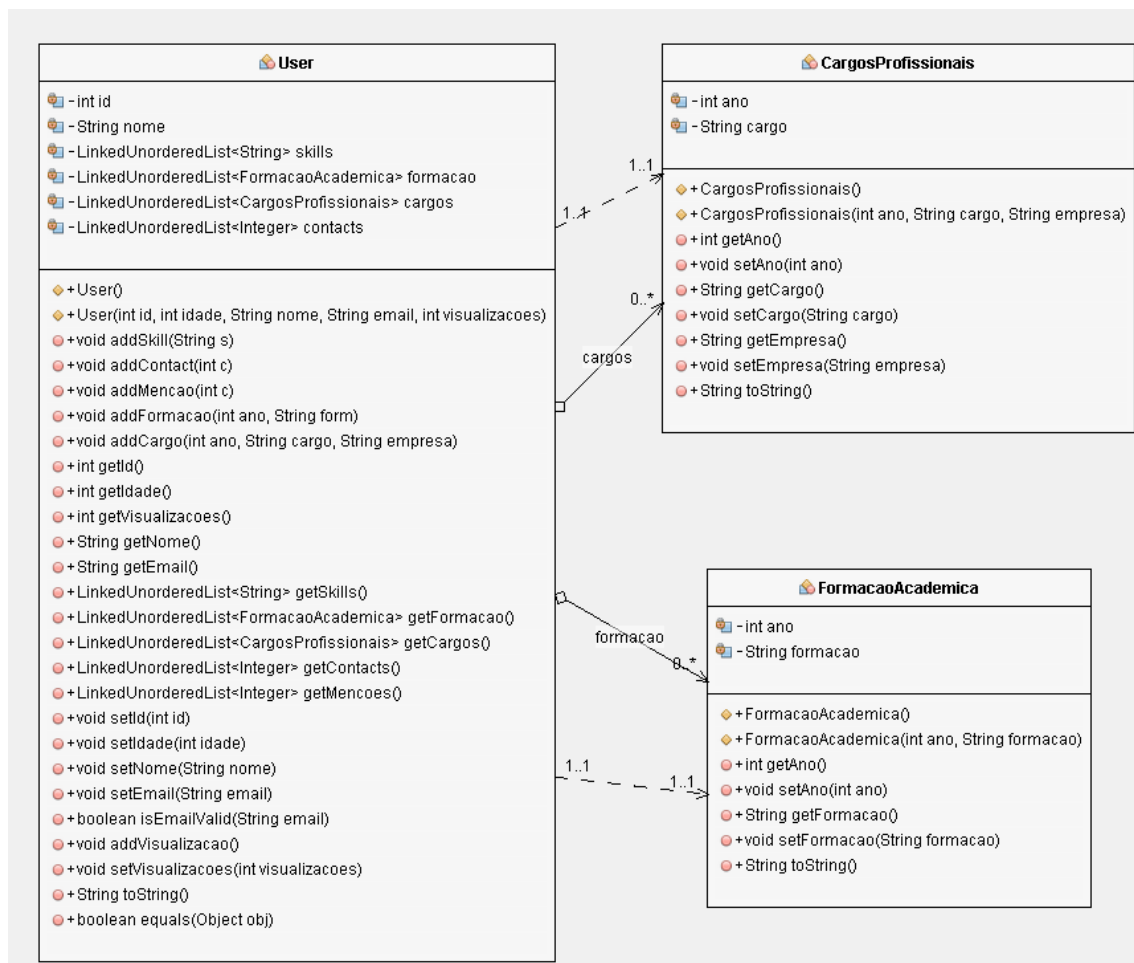 User
- int id
- String nome
- LinkedUnorderedList<String> skills
- LinkedUnorderedList<FormacaoAcademica> formacao
- LinkedUnorderedList<CargosProfissionais> cargos
- LinkedUnorderedList<Integer> contacts
+ User()
+ User(int id, int idade, String nome, String email, int visualizacoes)
+ void addSkill(String s)
+ void addContact(int c)
+ void addMencao(int c)
+ void addFormacao(int ano, String form)
+ void addCargo(int ano, String cargo, String empresa)
+ int getId()
+ int getIdade()
+ int getVisualizacoes()
+ String getNome()
+ String getEmail()
+ LinkedUnorderedList<String> getSkills()
+ LinkedUnorderedList<FormacaoAcademica> getFormacao()
+ LinkedUnorderedList<CargosProfissionais> getCargos()
+ LinkedUnorderedList<Integer> getContacts()
+ LinkedUnorderedList<Integer> getMencoes()
+ void setId(int id)
+ void setIdade(int idade)
+ void setNome(String nome)
+ void setEmail(String email)
+ boolean isEmailValid(String email)
+ void addVisualizacao()
+ void setVisualizacoes(int visualizacoes)
+ String toString()
+ boolean equals(Object obj)
1..1
1..1
0..*
cargos
formacao
0..*
1..1
1..1
CargosProfissionais
- int ano
- String cargo
+ CargosProfissionais()
+ CargosProfissionais(int ano, String cargo, String empresa)
+ int getAno()
+ void setAno(int ano)
+ String getCargo()
+ void setCargo(String cargo)
+ String getEmpresa()
+ void setEmpresa(String empresa)
+ String toString()
FormacaoAcademica
- int ano
- String formacao
+ FormacaoAcademica()
+ FormacaoAcademica(int ano, String formacao)
+ int getAno()
+ void setAno(int ano)
+ String getFormacao()
+ void setFormacao(String formacao)
+ String toString()